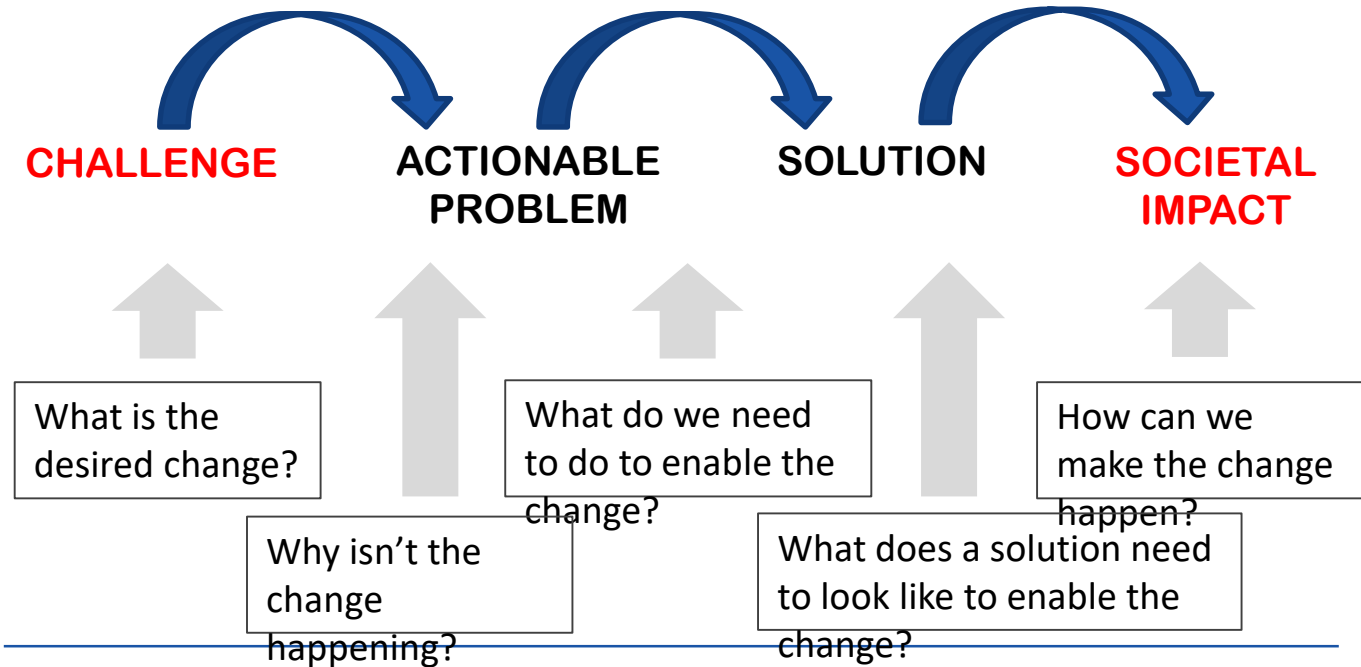 CHALLENGE
ACTIONABLE
PROBLEM
SOLUTION
SOCIETAL
IMPACT
What is the
desired change?
Why isn’t the
change
happening?
What do we need
to do to enable the
change?
What does a solution need
to look like to enable the
change?
How can we
make the change
happen?